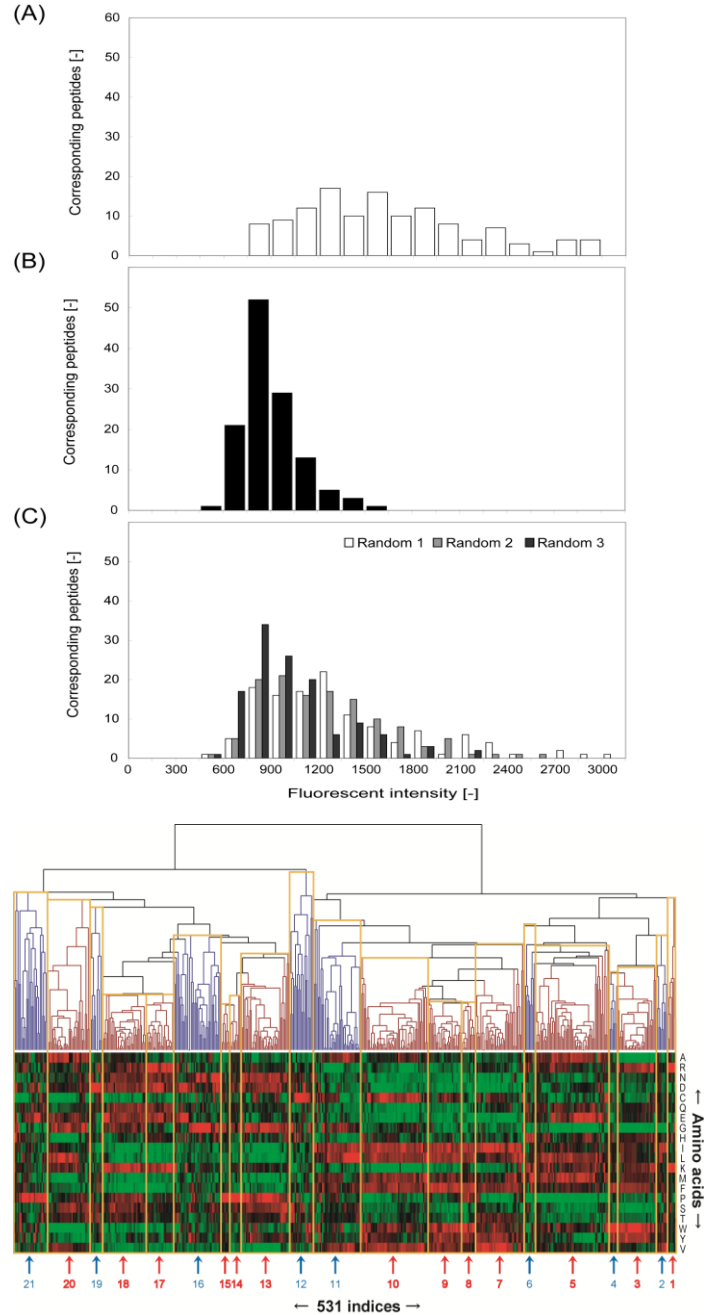 (A)
Corresponding peptides [-]
60
50
40
30
20
10
0
(B)
Corresponding peptides [-]
50
40
30
20
10
0
(C)
Corresponding peptides [-]
Random 1 Random 2 Random 3
50
40
30
20
10
0
0 300 600 900 1200 1500 1800 2100 2400 2700 3000
Fluorescent intensity [-]
A
R
N
D
C
Q
E
G
H
I
L
K
M
F
P
S
T
W
Y
V
← Amino acids →
21 20 19 18 17 16 15 14 13 12 11 10 9 8 7 6 5 4 3 2 1
← 531 indices →